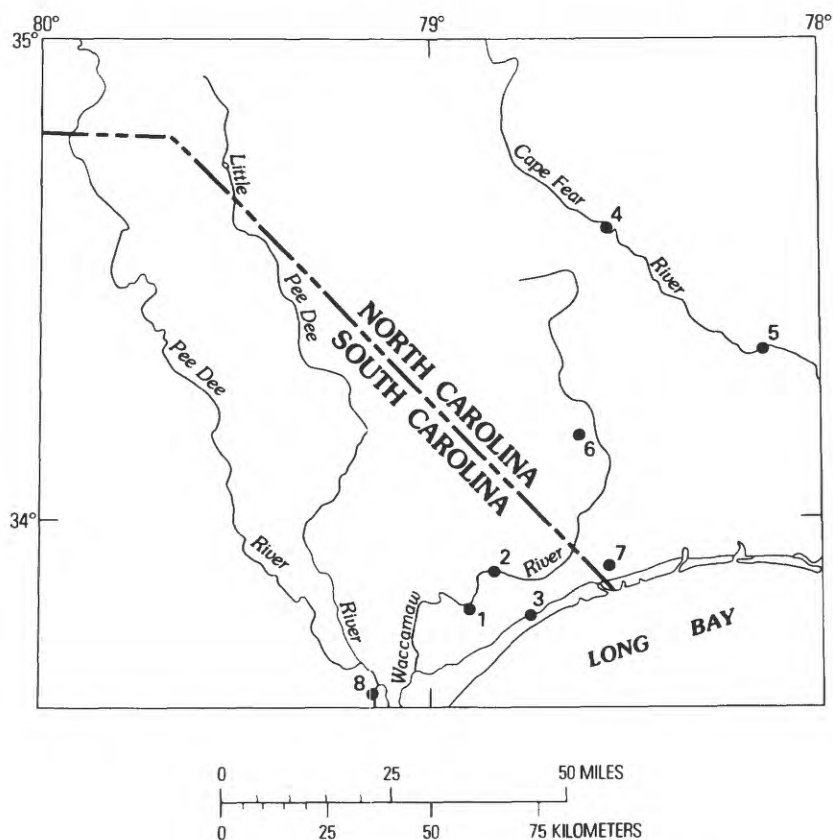 80°
79°
78°
35°
Little
Cape Fear
4
River
Pee Dee
NORTH CAROLINA
SOUTH CAROLINA
5
Pee Dee
6
34°
River
2
River
7
1
3
River
Waccamaw
LONG BAY
8
0 25 50 MILES
0 25 50 75 KILOMETERS